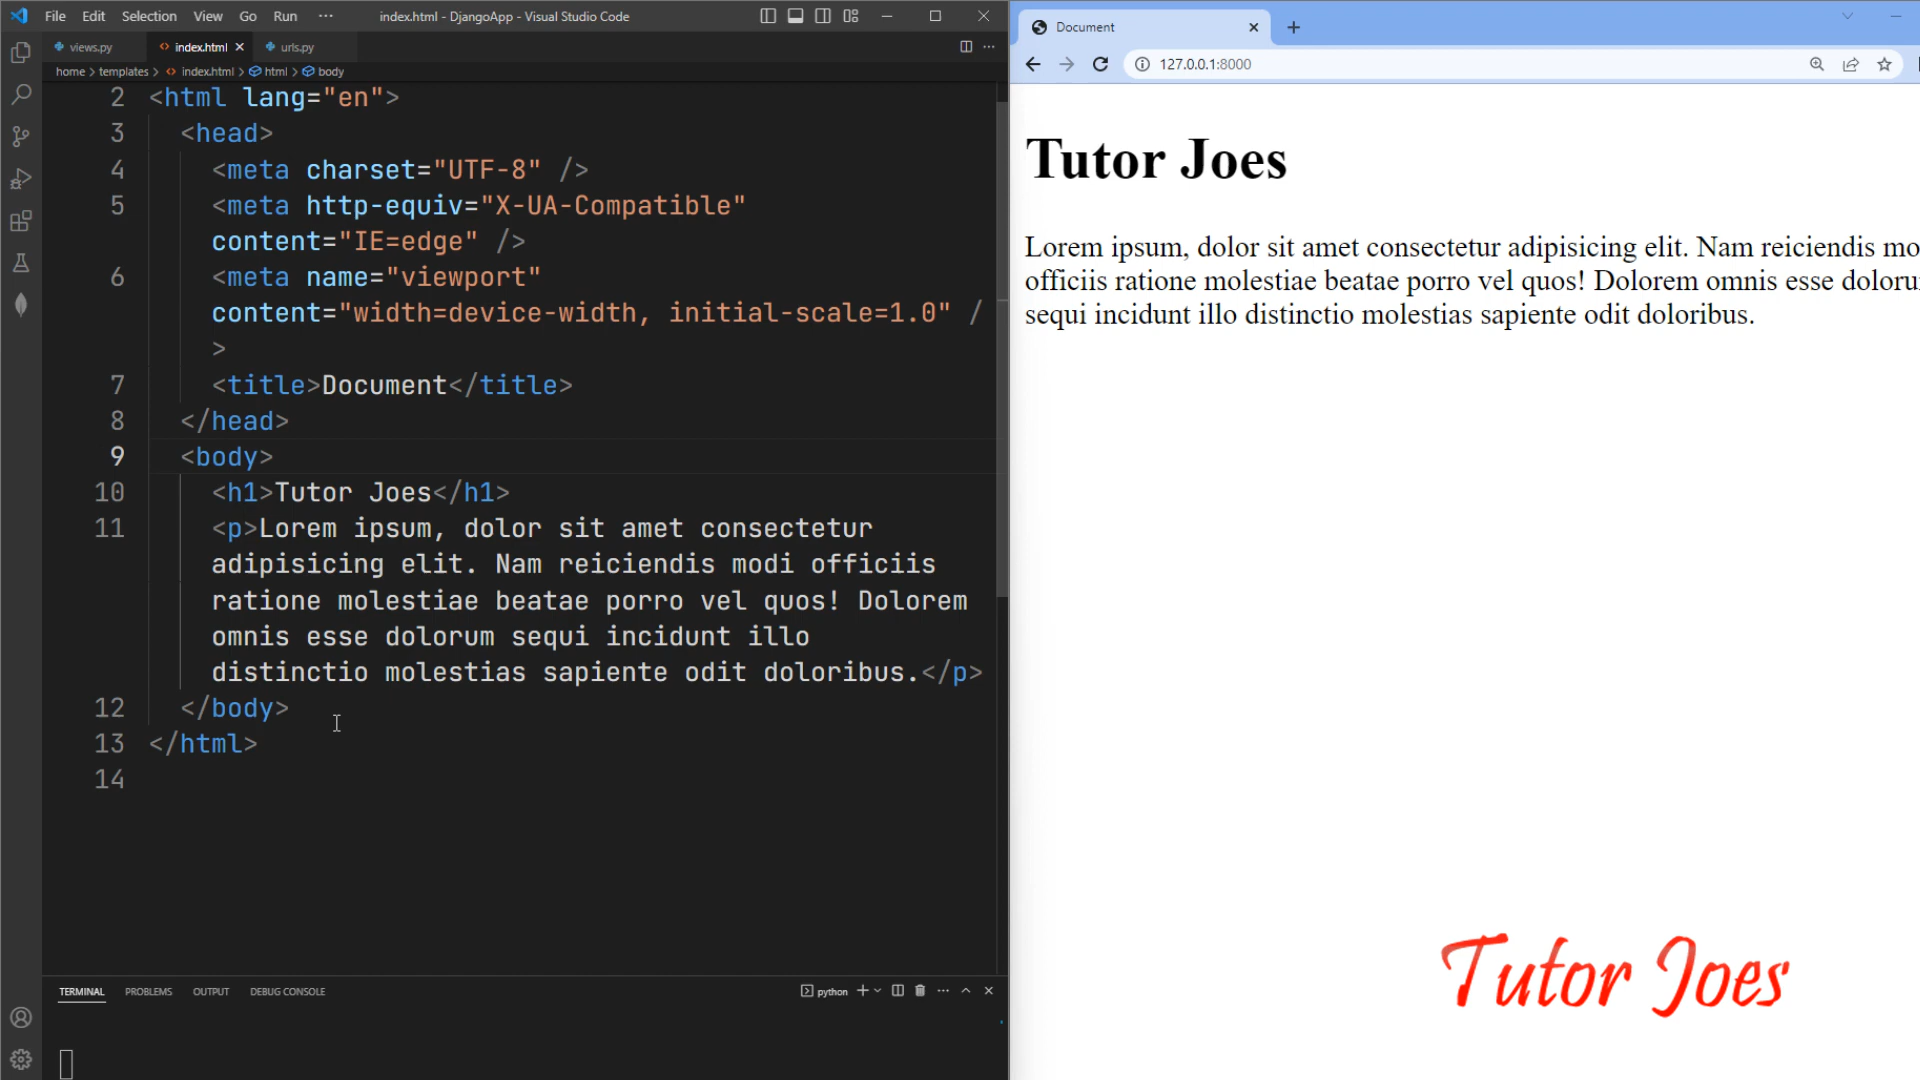 File Edit Selection View Go Run ··· index.html - DjangoApp - Visual Studio Code
views.py index.html urls.py
home > templates > index.html > html > body
2 <html lang="en">
3 <head>
4 <meta charset="UTF-8" />
5 <meta http-equiv="X-UA-Compatible"
content="IE=edge" />
6 <meta name="viewport"
content="width=device-width, initial-scale=1.0" /
>
7 <title>Document</title>
8 </head>
9 <body>
10 <h1>Tutor Joes</h1>
11 <p>Lorem ipsum, dolor sit amet consectetur
adipisicing elit. Nam reiciendis modi officiis
ratione molestiae beatae porro vel quos! Dolorem
omnis esse dolorum sequi incidunt illo
distinctio molestias sapiente odit doloribus.</p>
12 </body>
13 </html>
14
TERMINAL PROBLEMS OUTPUT DEBUG CONSOLE python
Document
127.0.0.1:8000
Tutor Joes
Lorem ipsum, dolor sit amet consectetur adipisicing elit. Nam reiciendis mo
officiis ratione molestiae beatae porro vel quos! Dolorem omnis esse doloru
sequi incidunt illo distinctio molestias sapiente odit doloribus.
Tutor Joes